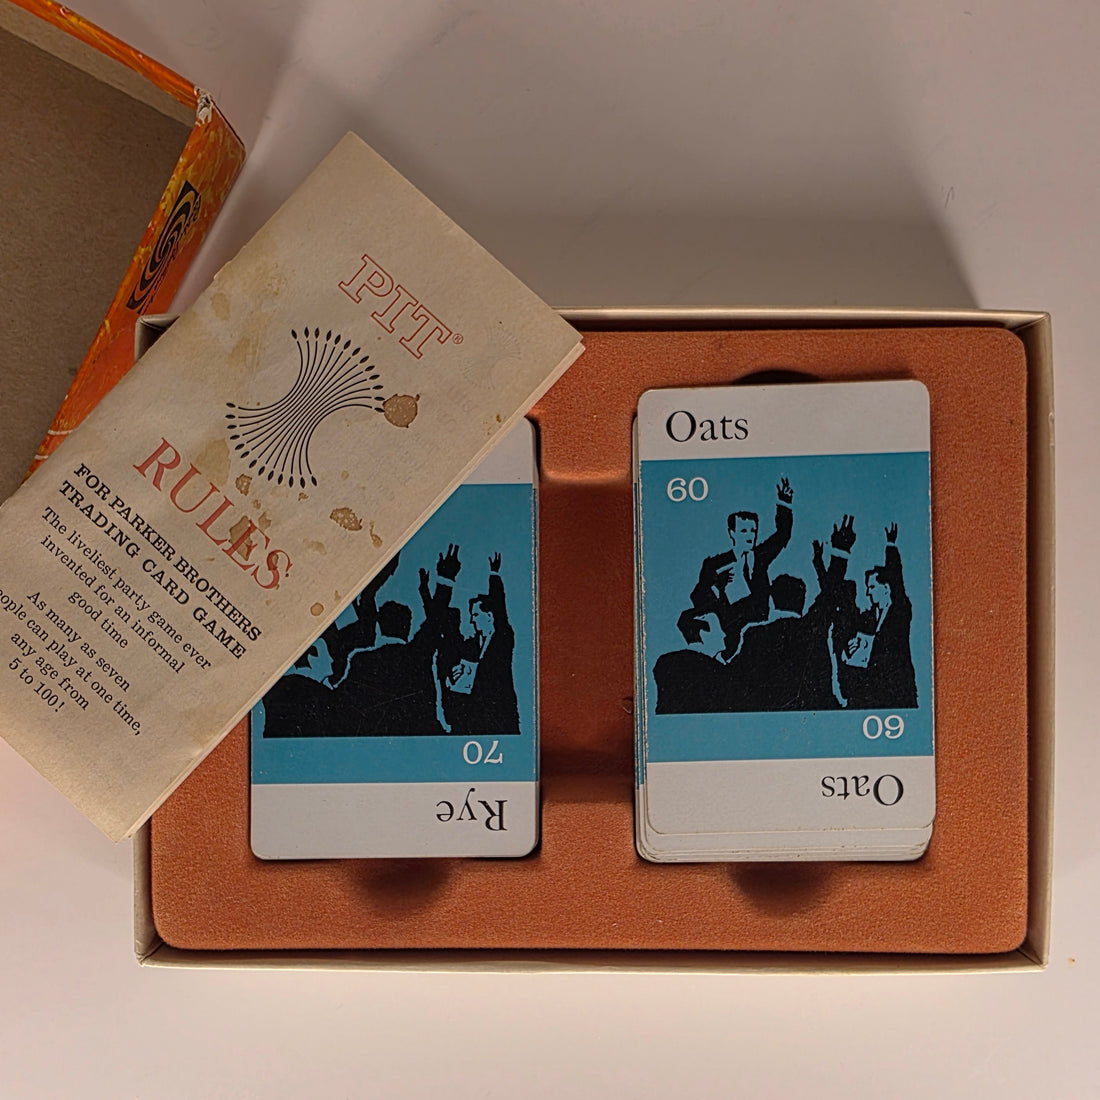 PIT®
RULES
FOR PARKER BROTHERS
TRADING CARD GAME
The liveliest party game ever
invented for an informal
good time
As many as seven
people can play at one time,
any age from
5 to 100!
70
Rye
Oats
60
60
Oats